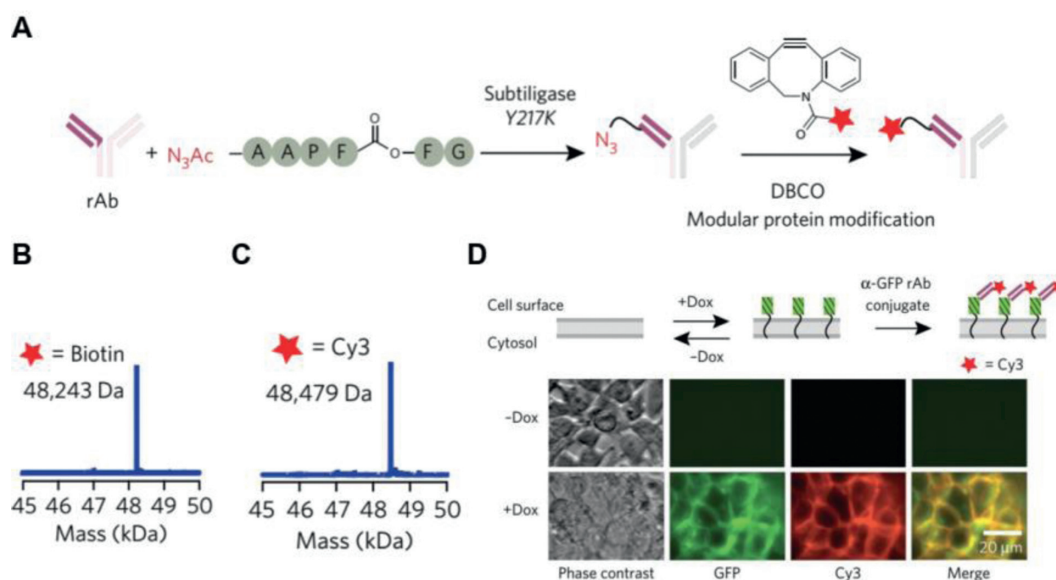 A
Subtiligase
Y217K
rAb
+
N₃Ac
A A P F
O
O
F G
N₃
N
O
DBCO
Modular protein modification
B
= Biotin
48,243 Da
45 46 47 48 49 50
Mass (kDa)
C
= Cy3
48,479 Da
45 46 47 48 49 50
Mass (kDa)
D
Cell surface
Cytosol
+Dox
–Dox
α-GFP rAb
conjugate
= Cy3
–Dox
+Dox
20 µm
Phase contrast GFP Cy3 Merge